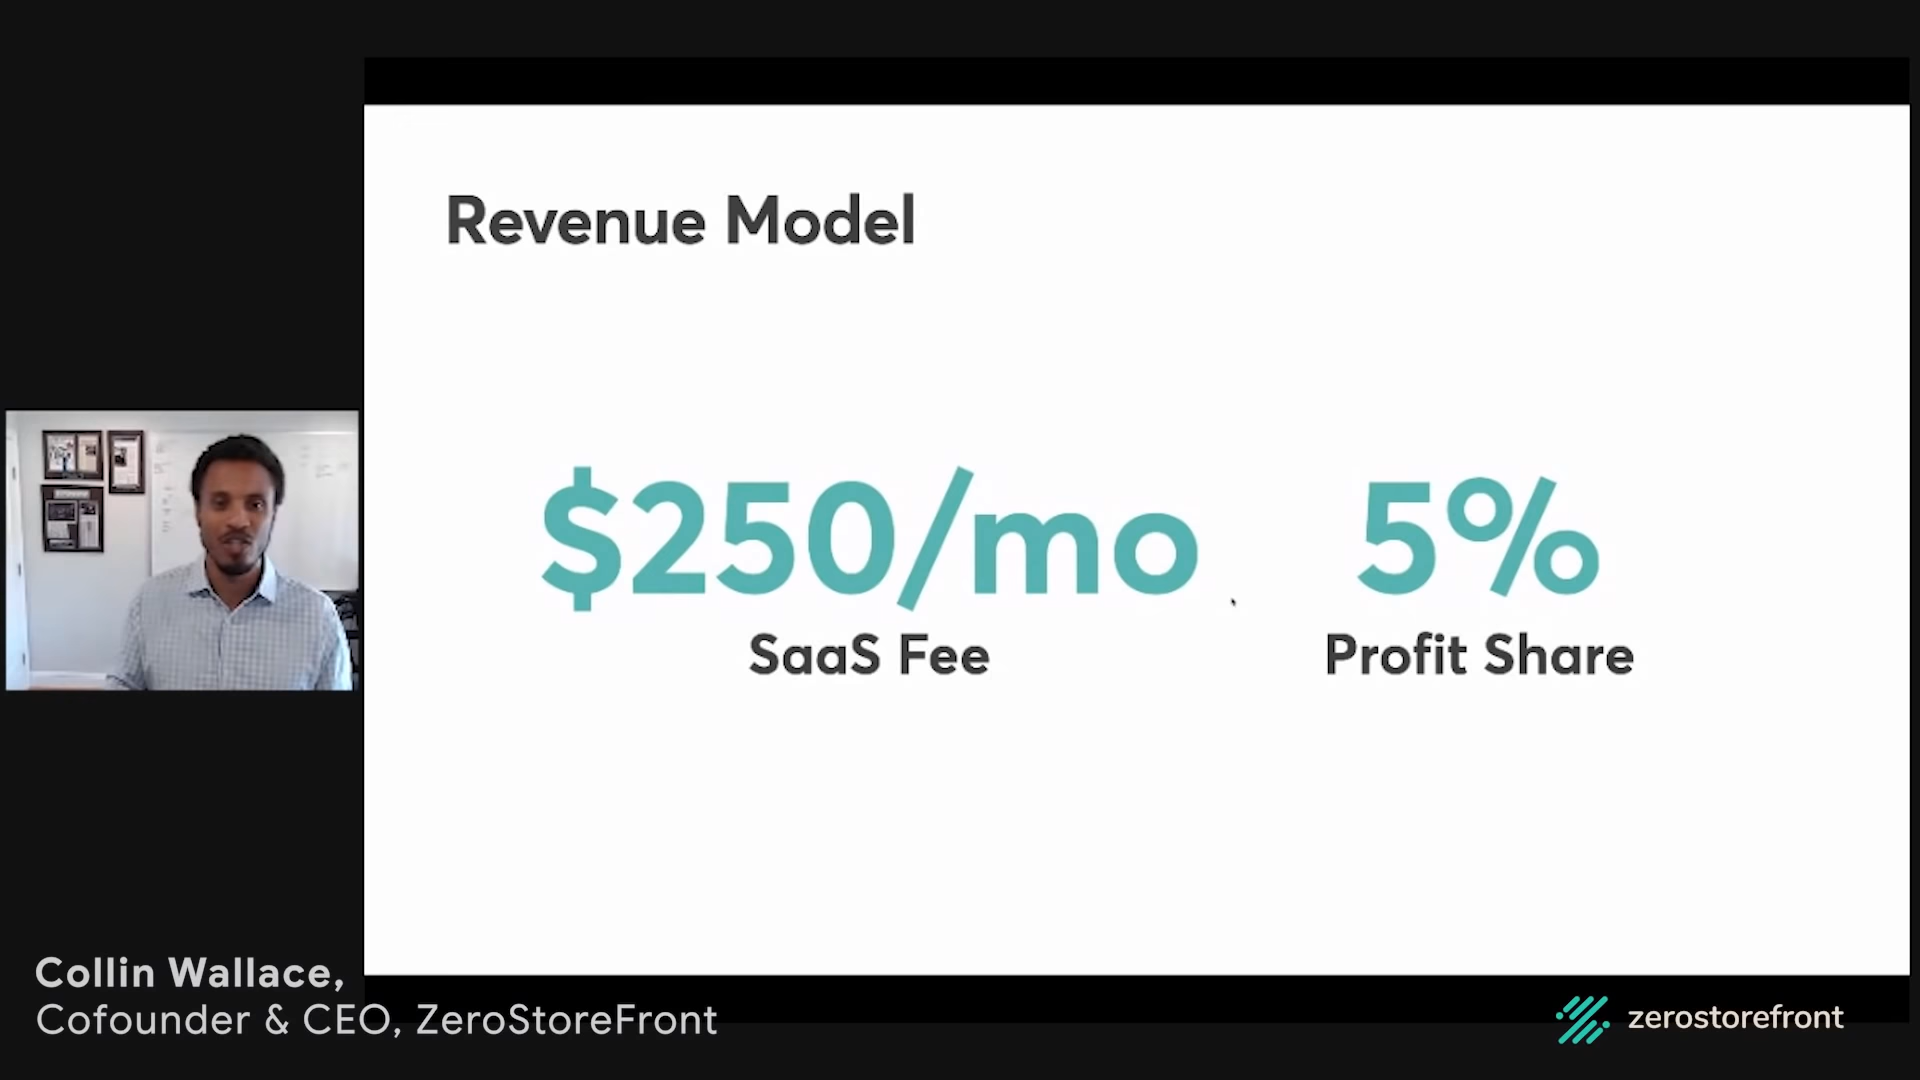 Revenue Model
$250/mo
SaaS Fee
5%
Profit Share
Collin Wallace,
Cofounder & CEO, ZeroStoreFront
zerostorefront